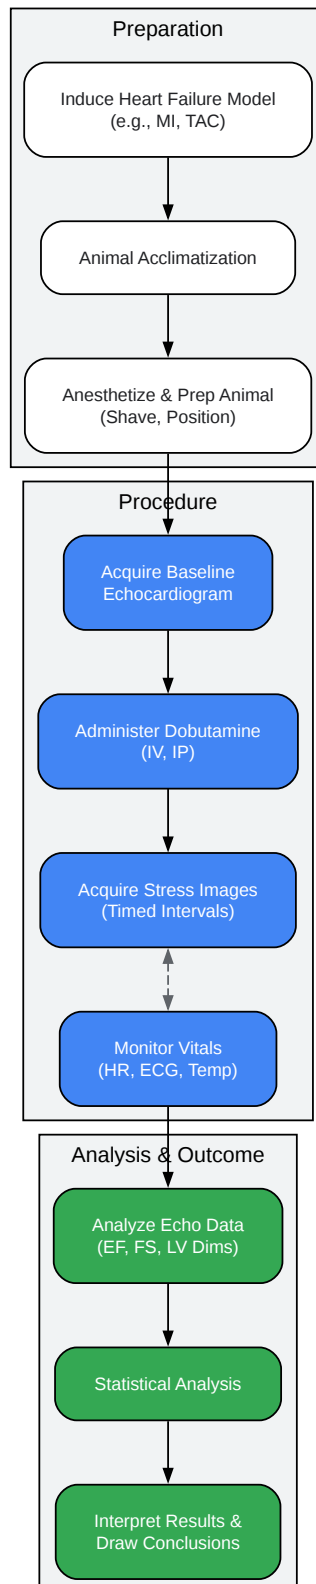 Preparation
Induce Heart Failure Model
(e.g., MI, TAC)
Animal Acclimatization
Anesthetize & Prep Animal
(Shave, Position)
Procedure
Acquire Baseline
Echocardiogram
Administer Dobutamine
(IV, IP)
Acquire Stress Images
(Timed Intervals)
Monitor Vitals
(HR, ECG, Temp)
Analysis & Outcome
Analyze Echo Data
(EF, FS, LV Dims)
Statistical Analysis
Interpret Results &
Draw Conclusions